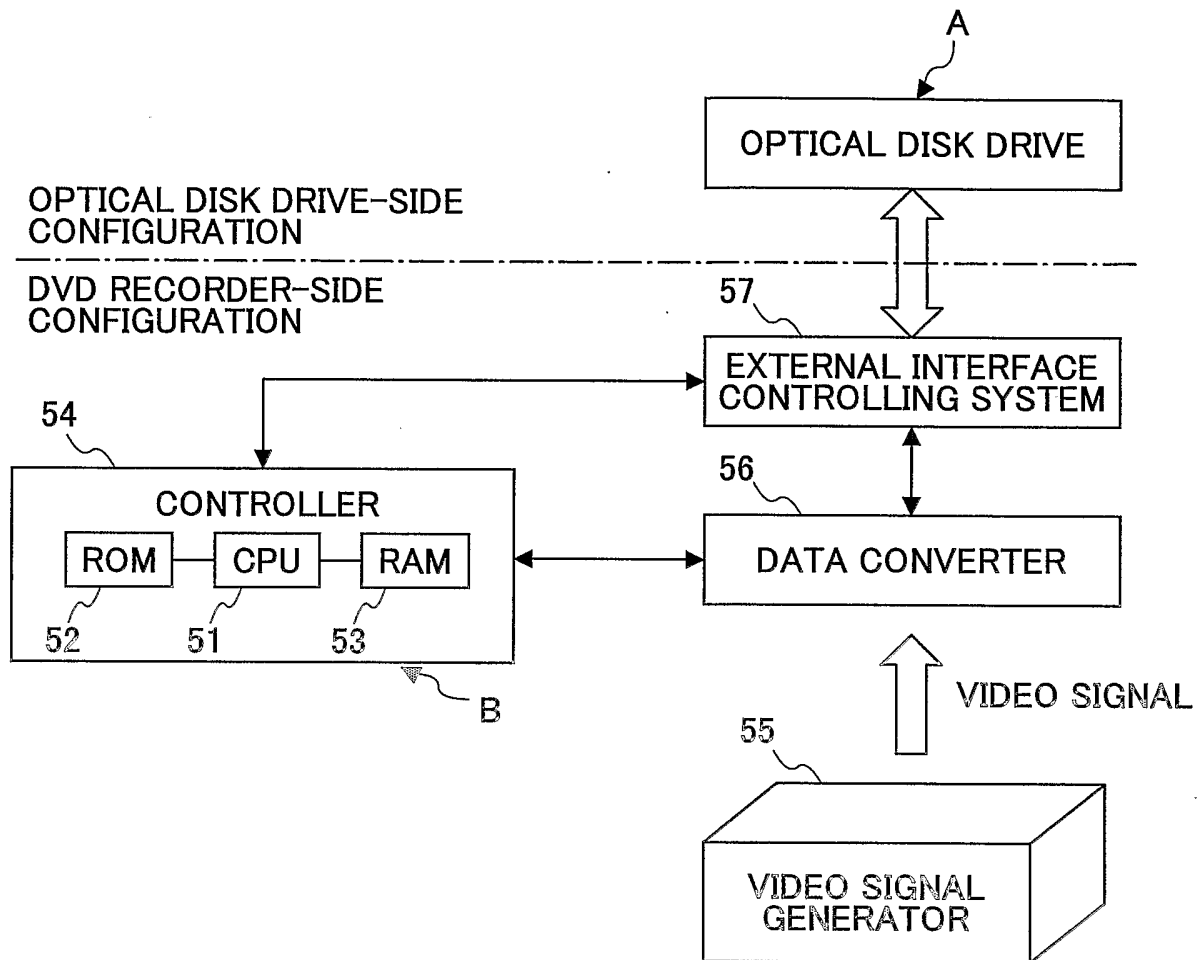 A
OPTICAL DISK DRIVE
OPTICAL DISK DRIVE-SIDE
CONFIGURATION
DVD RECORDER-SIDE
CONFIGURATION
57
EXTERNAL INTERFACE
CONTROLLING SYSTEM
54
CONTROLLER
ROM
CPU
RAM
52
51
53
B
56
DATA CONVERTER
VIDEO SIGNAL
55
VIDEO SIGNAL
GENERATOR